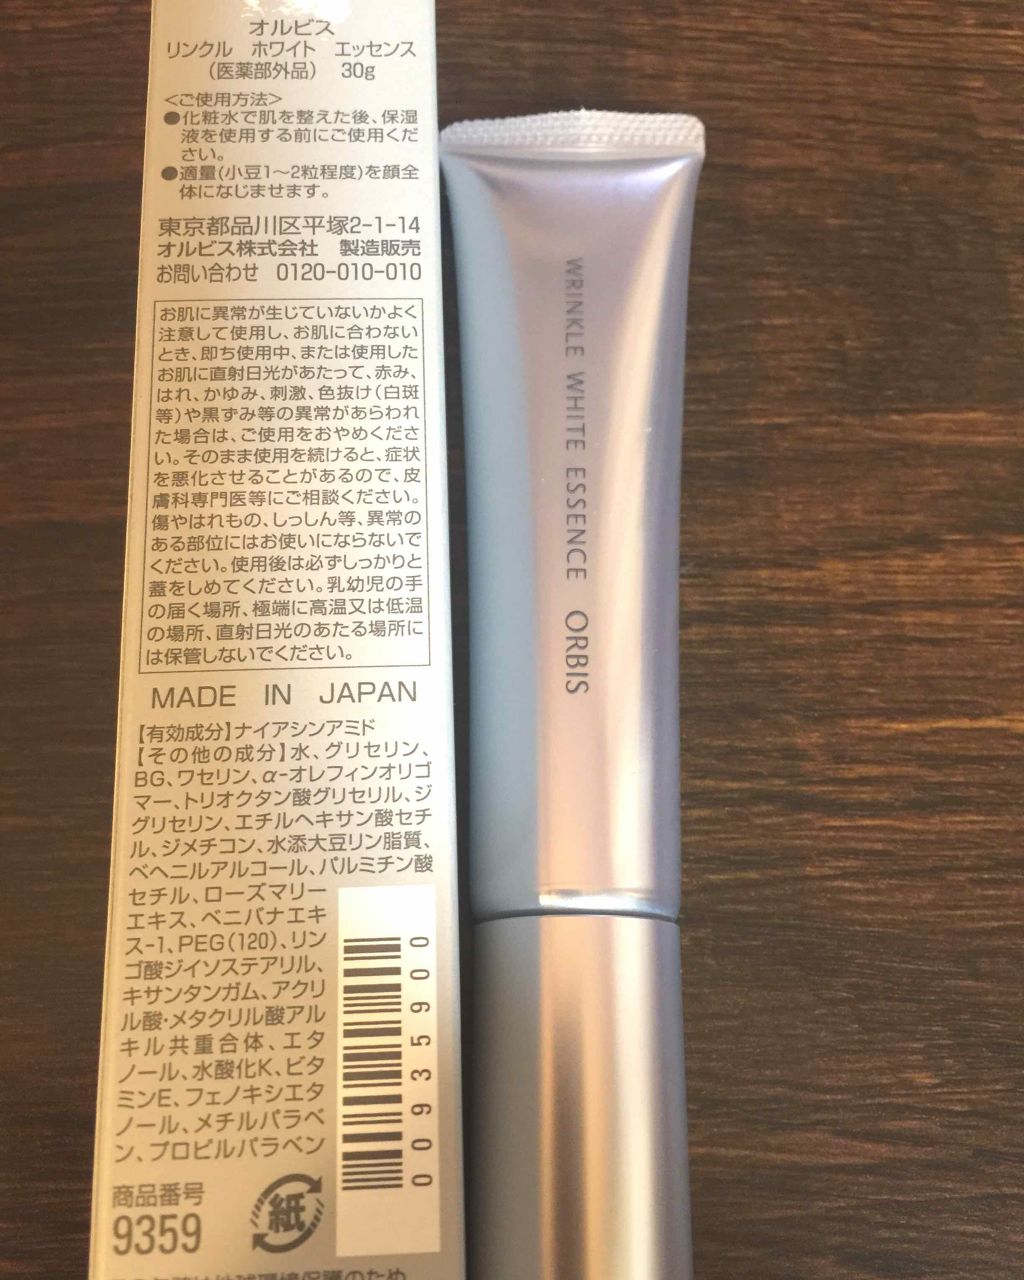 オルビス
リンクル ホワイト エッセンス
(医薬部外品) 30g
<ご使用方法>
●化粧水で肌を整えた後、保湿
液を使用する前にご使用くだ
さい。
●適量(小豆1〜2粒程度)を顔全
体になじませます。
東京都品川区平塚2-1-14
オルビス株式会社 製造販売
お問い合わせ 0120-010-010
お肌に異常が生じていないかよく
注意して使用し、お肌に合わない
とき、即ち使用中、または使用した
お肌に直射日光があたって、赤み、
はれ、かゆみ、刺激、色抜け(白斑
等)や黒ずみ等の異常があらわれ
た場合は、ご使用をおやめくださ
い。そのまま使用を続けると、症状
を悪化させることがあるので、皮
膚科専門医等にご相談ください。
傷やはれもの、しっしん等、異常の
ある部位にはお使いにならないで
ください。使用後は必ずしっかりと
蓋をしめてください。乳幼児の手
の届く場所、極端に高温又は低温
の場所、直射日光のあたる場所に
は保管しないでください。
MADE IN JAPAN
【有効成分】ナイアシンアミド
【その他の成分】水、グリセリン、
BG、ワセリン、α-オレフィンオリゴ
マー、トリオクタン酸グリセリル、ジ
グリセリン、エチルヘキサン酸セチ
ル、ジメチコン、水添大豆リン脂質、
ベヘニルアルコール、パルミチン酸
セチル、ローズマリー
エキス、ベニバナエキ
ス-1、PEG(120)、リン
ゴ酸ジイソステアリル、
キサンタンガム、アクリ
ル酸・メタクリル酸アル
キル共重合体、エタ
ノール、水酸化K、ビタ
ミンE、フェノキシエタ
ノール、メチルパラベ
ン、プロピルパラベン
00935900
商品番号
9359
紙
WRINKLE WHITE ESSENCE ORBIS